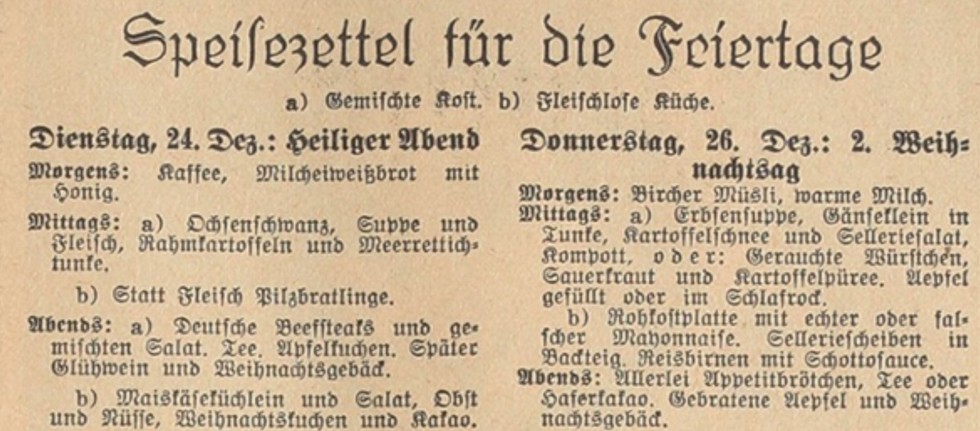 Speisezettel für die Feiertage
a) Gemischte Kost. b) Fleischlose Küche.
Dienstag, 24. Dez.: Heiliger Abend
Morgens: Kaffee, Milcheiweißbrot mit
Honig.
Mittags: a) Ochsenschwanz, Suppe und
Fleisch, Rahmkartoffeln und Meerrettich-
tunke.
b) Statt Fleisch Pilzbratlinge.
Abends: a) Deutsche Beefsteaks und ge-
mischten Salat. Tee. Apfelkuchen. Später
Glühwein und Weihnachtsgebäck.
b) Maiskäseküchlein und Salat, Obst
und Nüsse, Weihnachtskuchen und Kakao.
Donnerstag, 26. Dez.: 2. Weih-
nachtsag
Morgens: Bircher Müsli, warme Milch.
Mittags: a) Erbsensuppe, Gänseklein in
Tunke, Kartoffelschnee und Selleriesalat,
Kompott, oder: Gerauchte Würstchen,
Sauerkraut und Kartoffelpüree. Aepfel
gefüllt oder im Schlafrock.
b) Rohkostplatte mit echter oder fal-
scher Mayonnaise. Selleriescheiben in
Backteig. Reisbirnen mit Schottosauce.
Abends: Allerlei Appetitbrötchen, Tee oder
Haferkakao. Gebratene Aepfel und Weih-
nachtsgebäck.